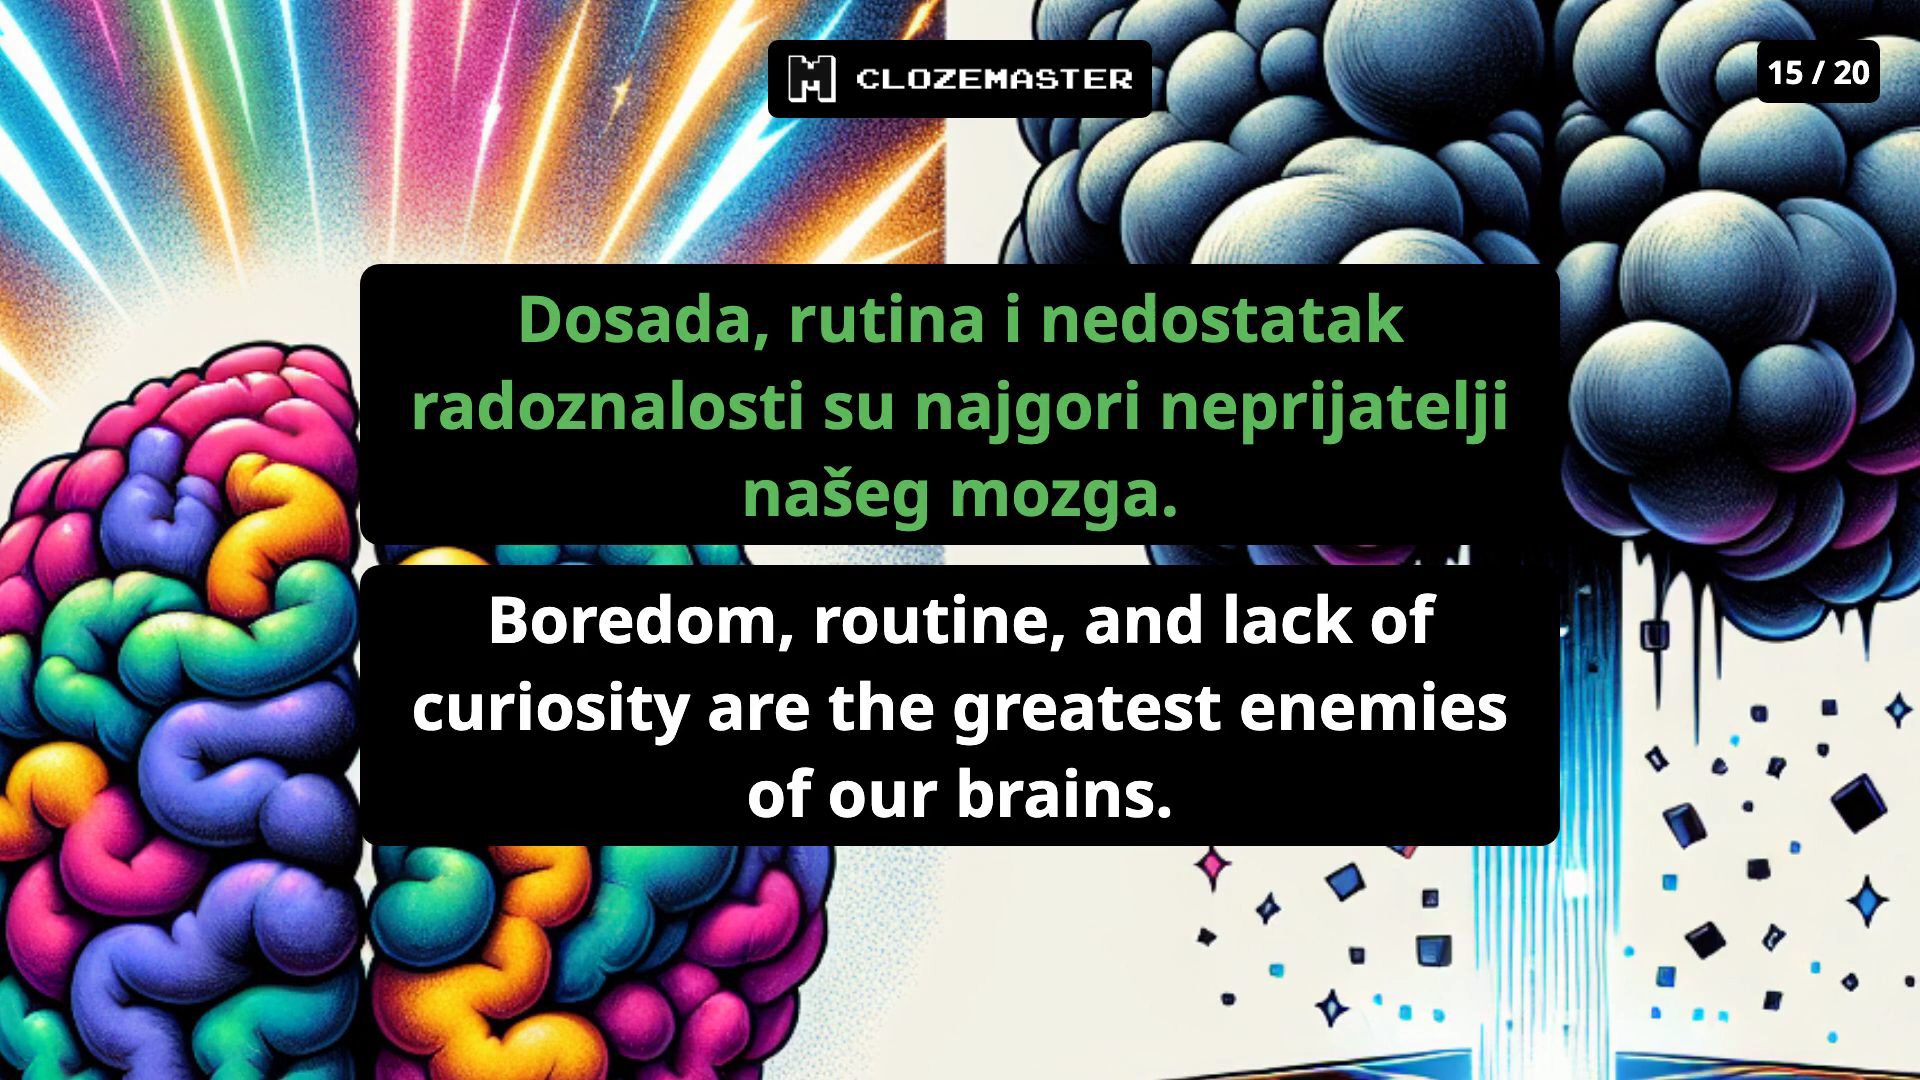 CLOZEMASTER
15 / 20
Dosada, rutina i nedostatak
radoznalosti su najgori neprijatelji
našeg mozga.
Boredom, routine, and lack of
curiosity are the greatest enemies
of our brains.